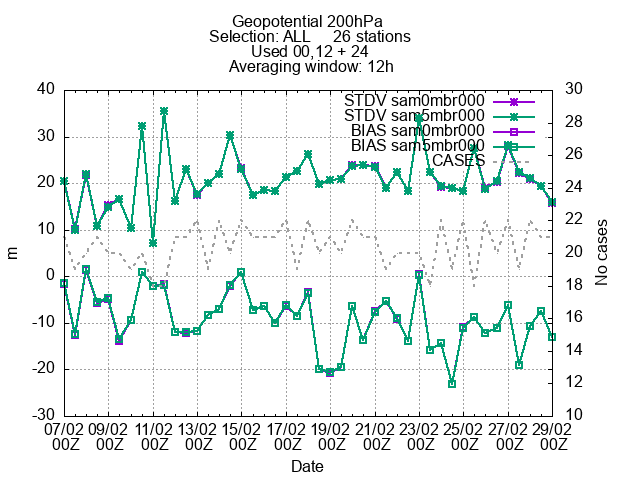 Geopotential 200hPa
Selection: ALL 26 stations
Used 00,12 + 24
Averaging window: 12h
40
30
20
10
0
-10
-20
-30
m
30
28
26
24
22
20
18
16
14
12
10
No cases
STDV sam0mbr000
STDV sam5mbr000
BIAS sam0mbr000
BIAS sam5mbr000
CASES
07/02 09/02 11/02 13/02 15/02 17/02 19/02 21/02 23/02 25/02 27/02 29/02
00Z 00Z 00Z 00Z 00Z 00Z 00Z 00Z 00Z 00Z 00Z 00Z
Date